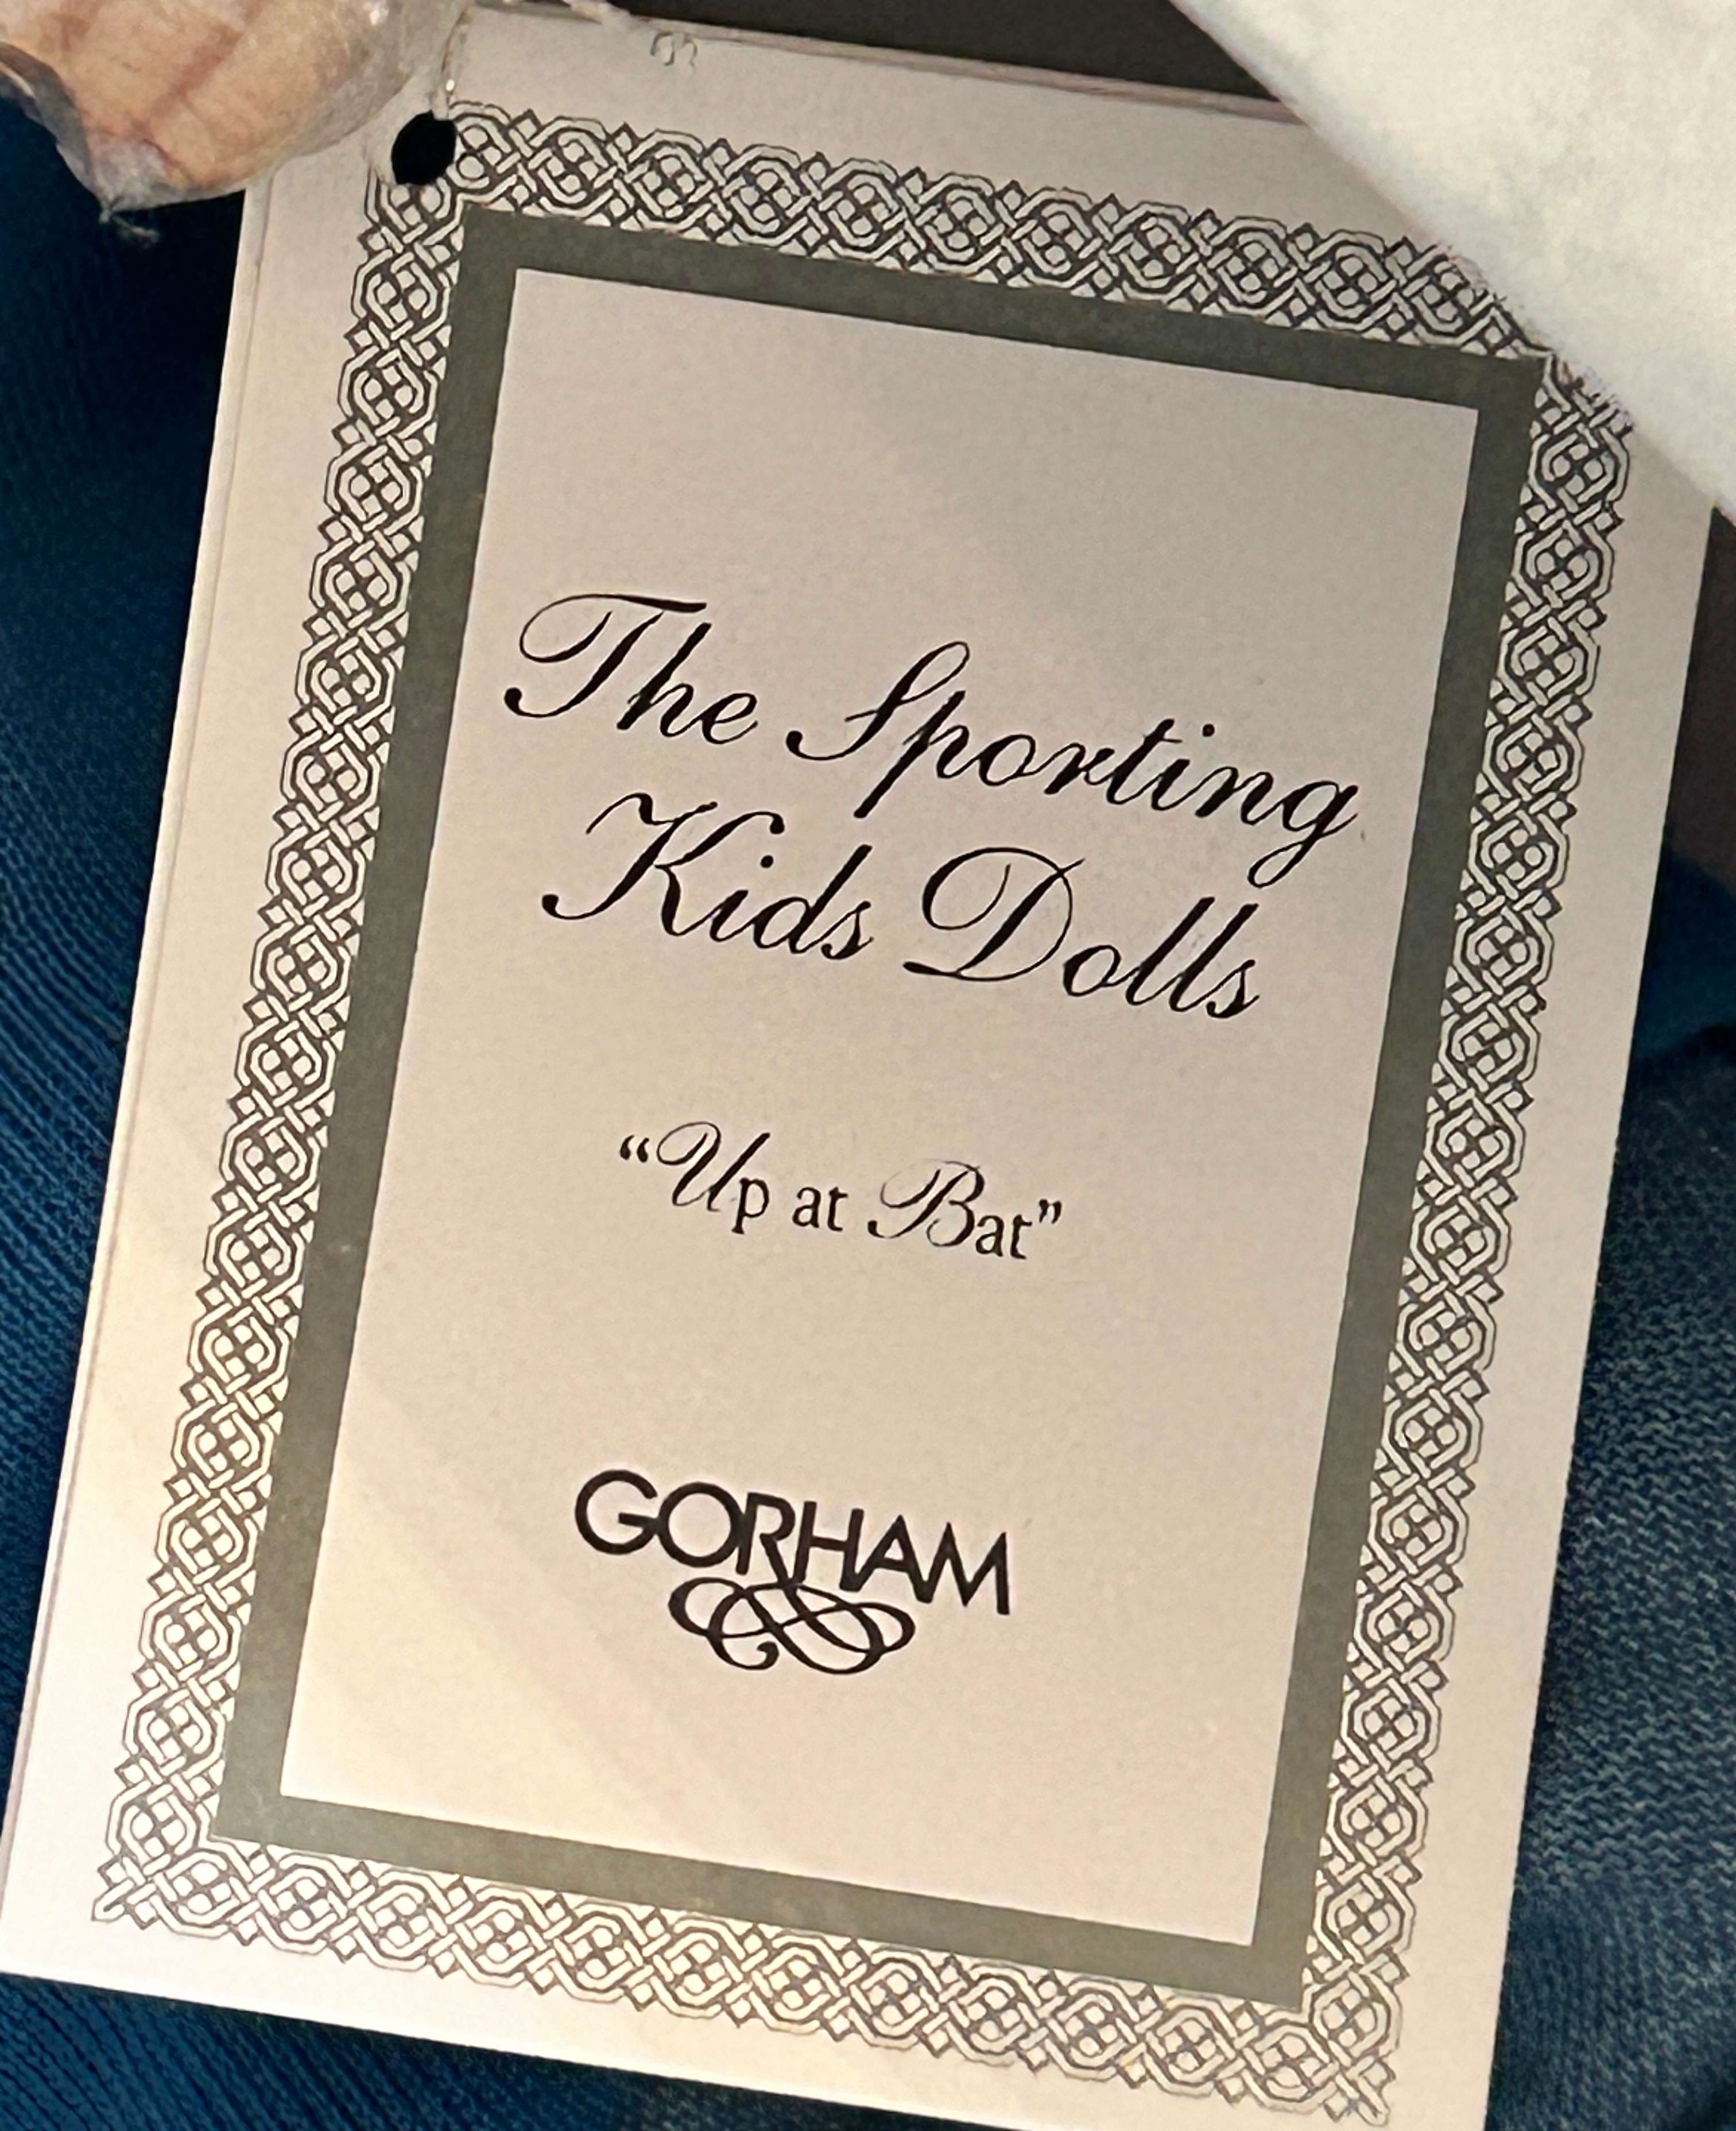 The Sporting
Kids Dolls
“Up at Bat”
GORHAM